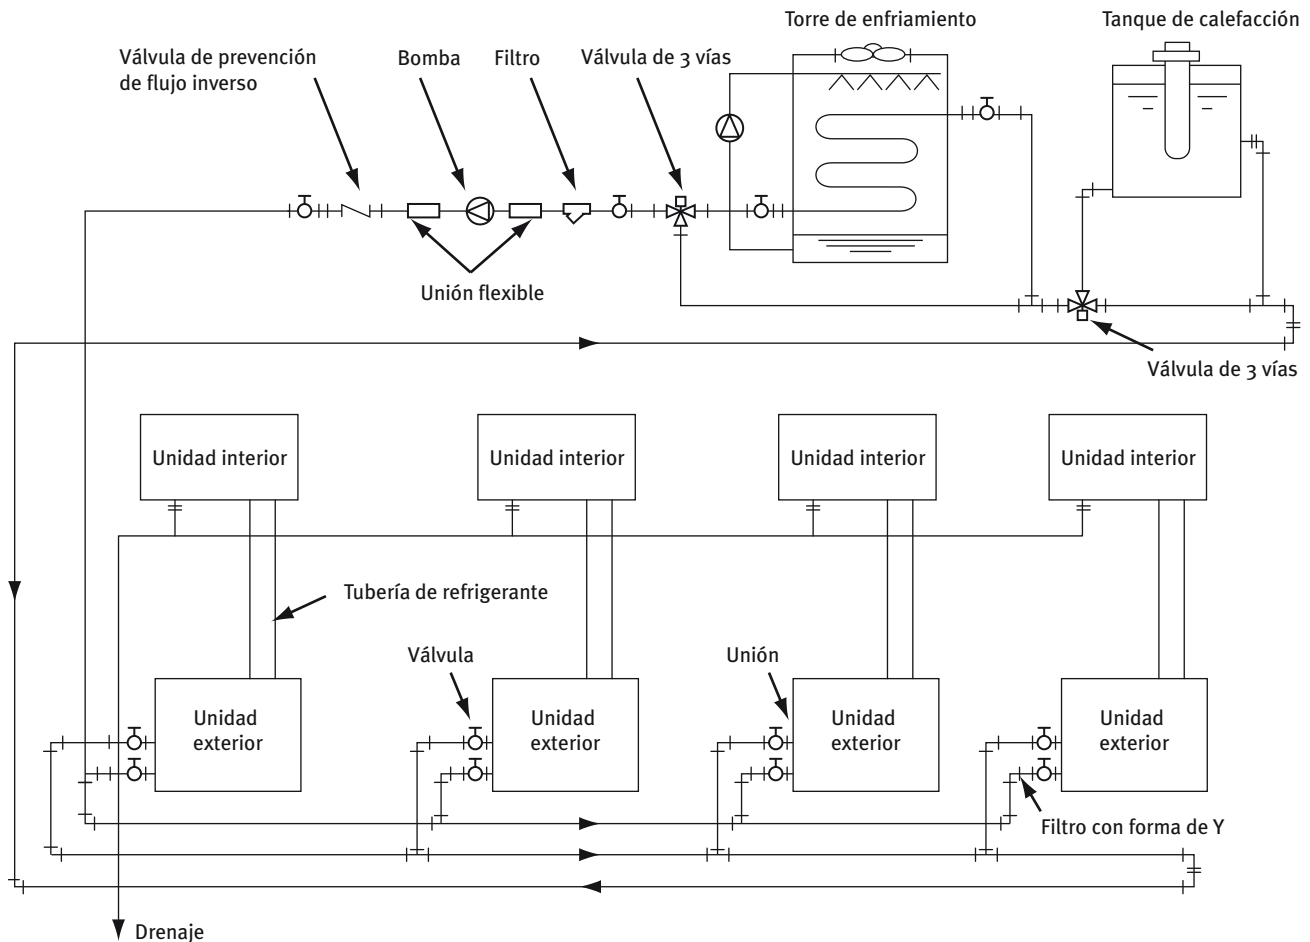 Torre de enfriamiento
Tanque de calefacción
Válvula de prevención
de flujo inverso
Bomba
Filtro
Válvula de 3 vías
Unión flexible
Válvula de 3 vías
Unidad interior
Unidad interior
Unidad interior
Unidad interior
Tubería de refrigerante
Válvula
Unión
Unidad
exterior
Unidad
exterior
Unidad
exterior
Unidad
exterior
Filtro con forma de Y
Drenaje